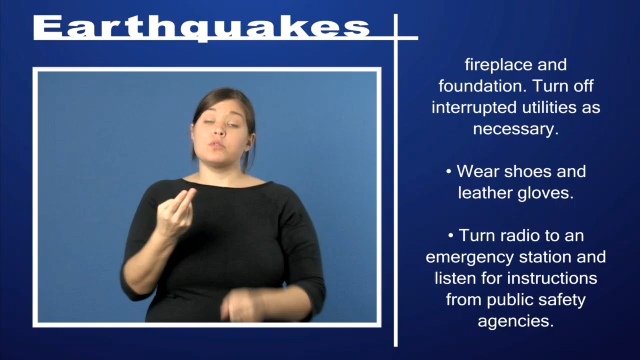 Earthquakes
fireplace and
foundation. Turn off
interrupted utilities as
necessary.
• Wear shoes and
leather gloves.
• Turn radio to an
emergency station and
listen for instructions
from public safety
agencies.